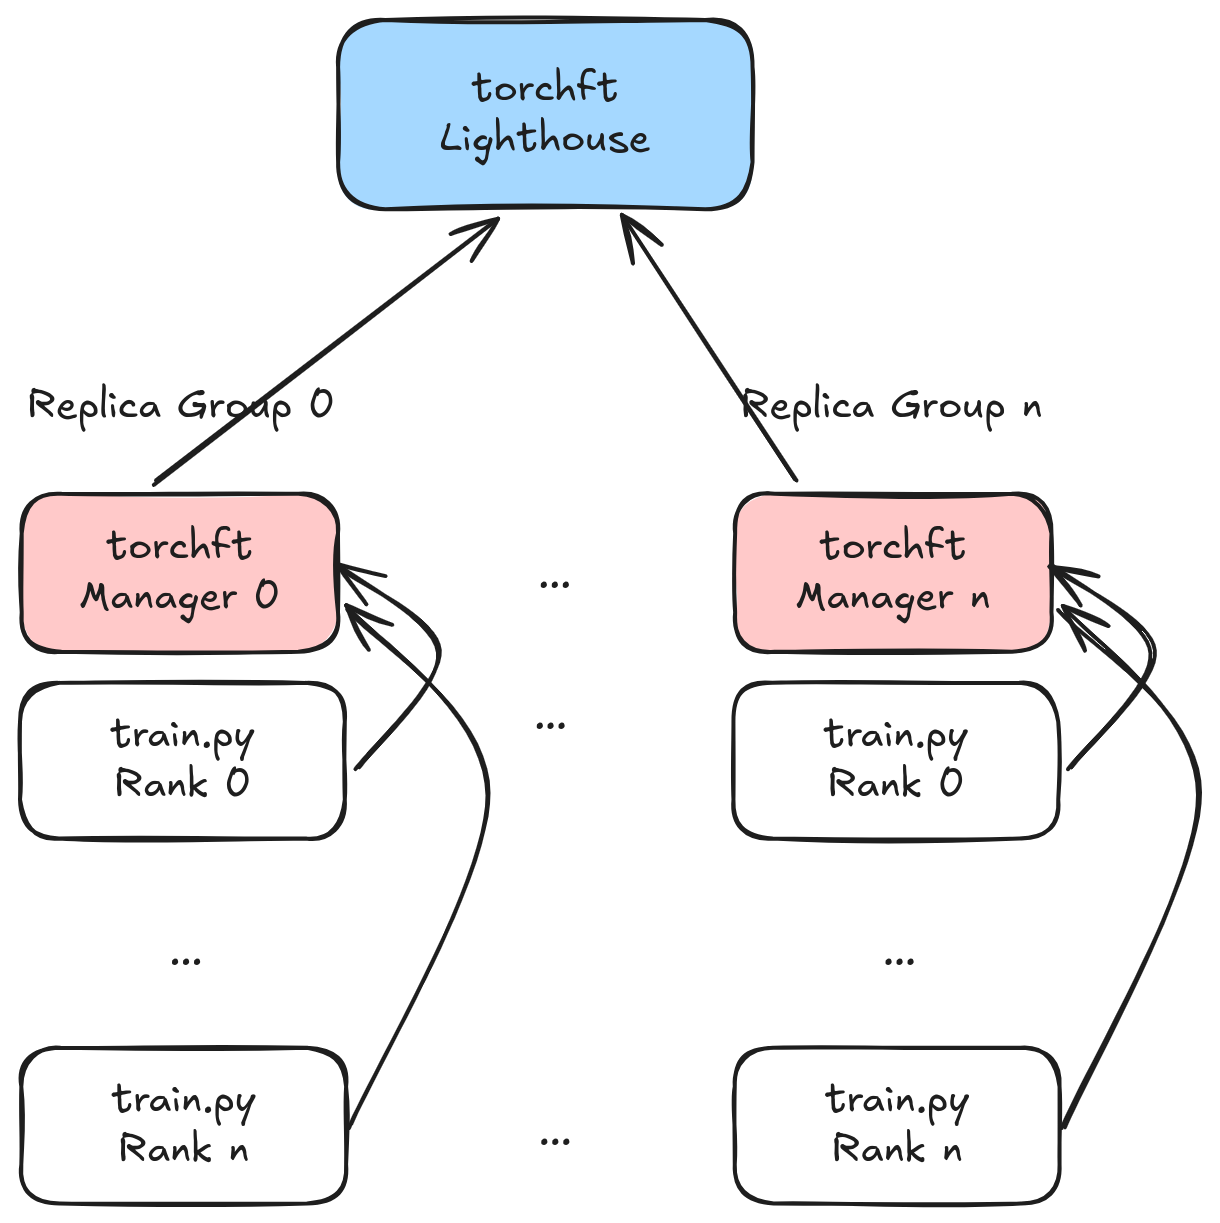 torchft
Lighthouse
Replica Group 0
Replica Group n
torchft
Manager 0
...
torchft
Manager n
train.py
Rank 0
...
train.py
Rank 0
...
...
train.py
Rank n
...
train.py
Rank n